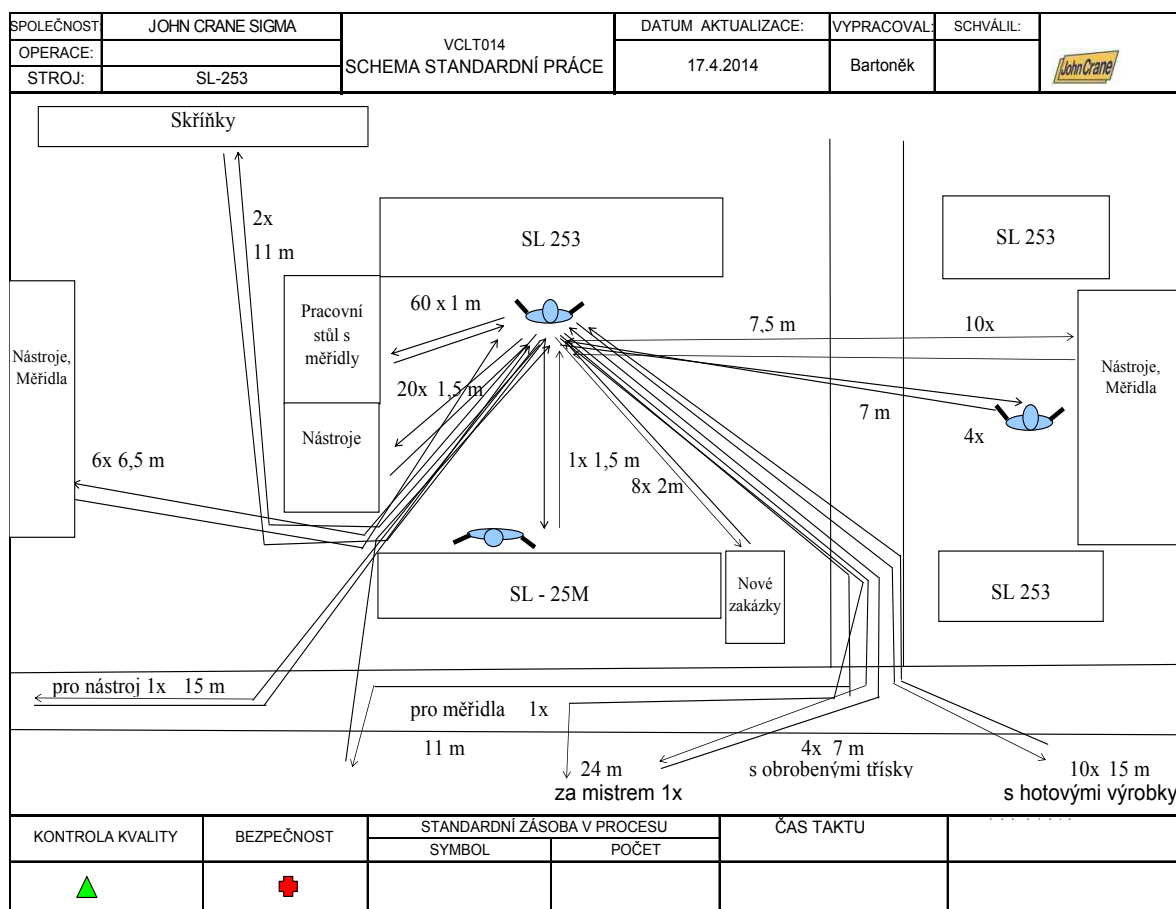 SPOLEČNOST:
JOHN CRANE SIGMA
OPERACE:
STROJ:
SL-253
VCLT014
SCHEMA STANDARDNÍ PRÁCE
DATUM AKTUALIZACE:
17.4.2014
VYPRACOVAL:
Bartoněk
SCHVÁLIL:
John Crane
Skříňky
2x
11 m
SL 253
SL 253
Pracovní
stůl s
měřidly
60 x 1 m
7,5 m
10x
Nástroje,
Měřidla
Nástroje,
Měřidla
20x 1,5 m
7 m
4x
Nástroje
6x 6,5 m
1x 1,5 m
8x 2m
SL - 25M
Nové
zakázky
SL 253
pro nástroj 1x 15 m
pro měřidla 1x
11 m
24 m
za mistrem 1x
4x 7 m
s obrobenými třísky
10x 15 m
s hotovými výrobky
KONTROLA KVALITY
BEZPEČNOST
STANDARDNÍ ZÁSOBA V PROCESU
SYMBOL
POČET
ČAS TAKTU